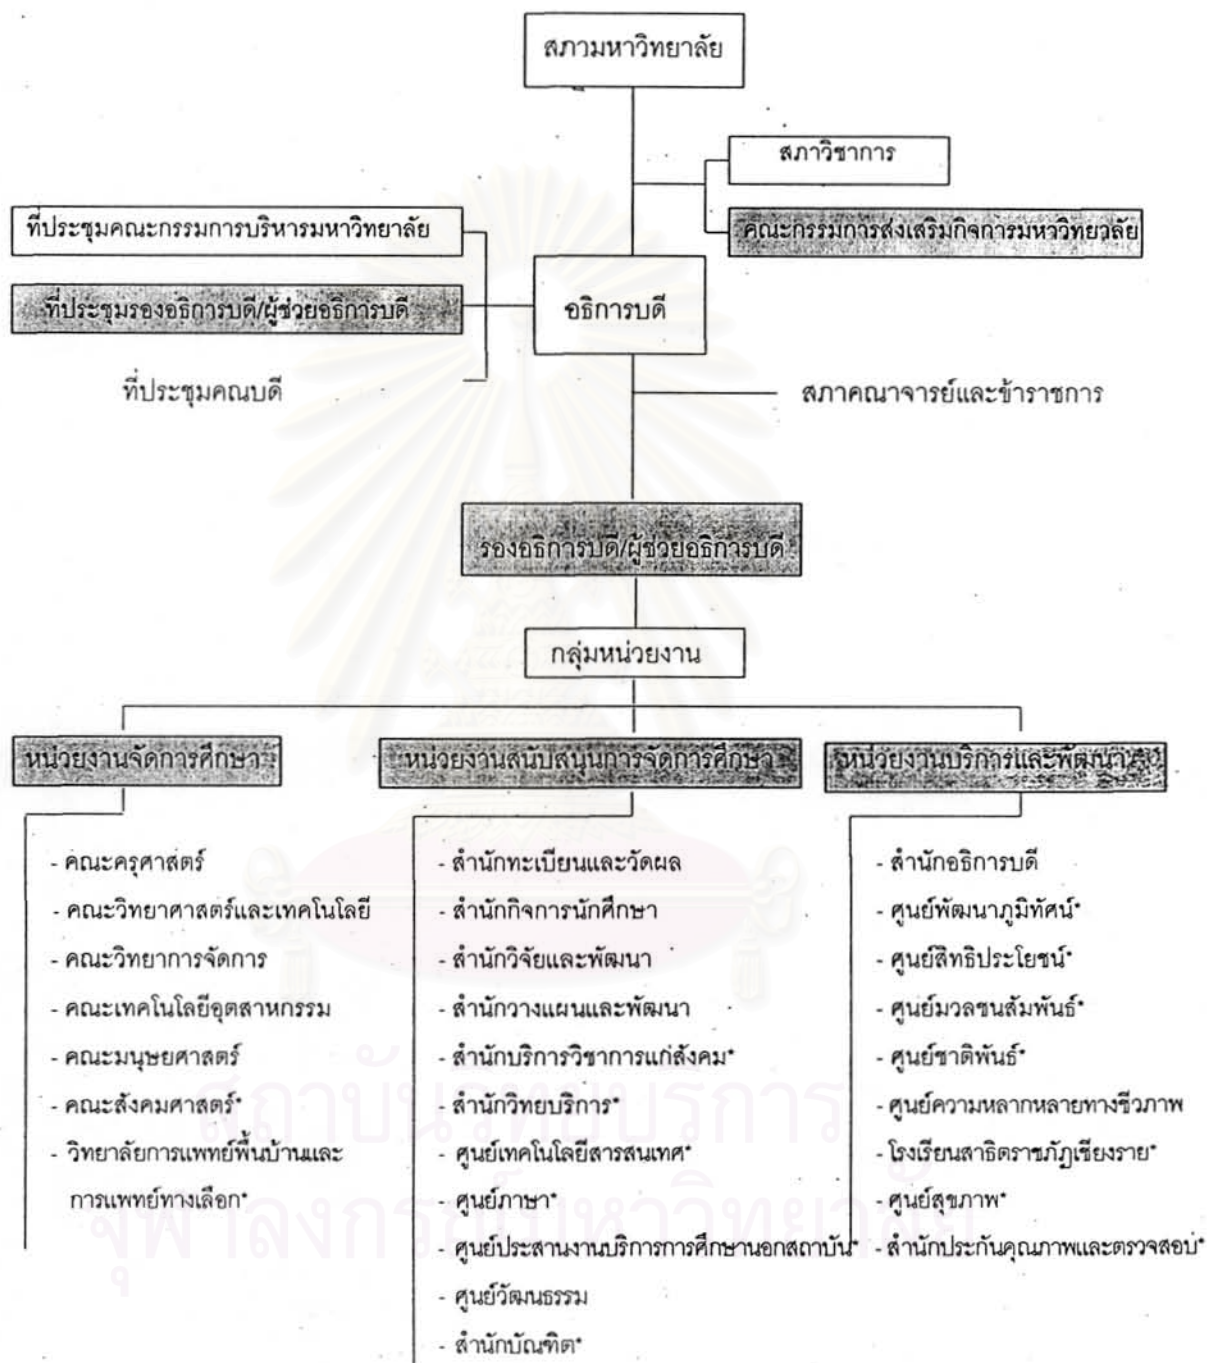 สภามหาวิทยาลัย
สภาวิชาการ
ที่ประชุมคณะกรรมการบริหารมหาวิทยาลัย
คณะกรรมการส่งเสริมกิจการมหาวิทยาลัย
ที่ประชุมรองอธิการบดี/ผู้ช่วยอธิการบดี
อธิการบดี
ที่ประชุมคณบดี
สภาคณาจารย์และข้าราชการ
รองอธิการบดี/ผู้ช่วยอธิการบดี
กลุ่มหน่วยงาน
หน่วยงานจัดการศึกษา
- คณะครุศาสตร์
- คณะวิทยาศาสตร์และเทคโนโลยี
- คณะวิทยาการจัดการ
- คณะเทคโนโลยีอุตสาหกรรม
- คณะมนุษยศาสตร์
- คณะสังคมศาสตร์*
- วิทยาลัยการแพทย์พื้นบ้านและ
การแพทย์ทางเลือก*
หน่วยงานสนับสนุนการจัดการศึกษา
- สำนักทะเบียนและวัดผล
- สำนักกิจการนักศึกษา
- สำนักวิจัยและพัฒนา
- สำนักวางแผนและพัฒนา
- สำนักบริการวิชาการแก่สังคม*
- สำนักวิทยบริการ*
- ศูนย์เทคโนโลยีสารสนเทศ*
- ศูนย์ภาษา*
- ศูนย์ประสานงานบริการการศึกษานอกสถาบัน*
- ศูนย์วัฒนธรรม
- สำนักบัณฑิต*
หน่วยงานบริการและพัฒนา
- สำนักอธิการบดี
- ศูนย์พัฒนาภูมิทัศน์*
- ศูนย์สิทธิประโยชน์*
- ศูนย์มวลชนสัมพันธ์*
- ศูนย์ชาติพันธ์*
- ศูนย์ความหลากหลายทางชีวภาพ
- โรงเรียนสาธิตราชภัฏเชียงราย*
- ศูนย์สุขภาพ*
- สำนักประกันคุณภาพและตรวจสอบ*
สถาบันวิทยบริการ
จุฬาลงกรณ์มหาวิทยาลัย